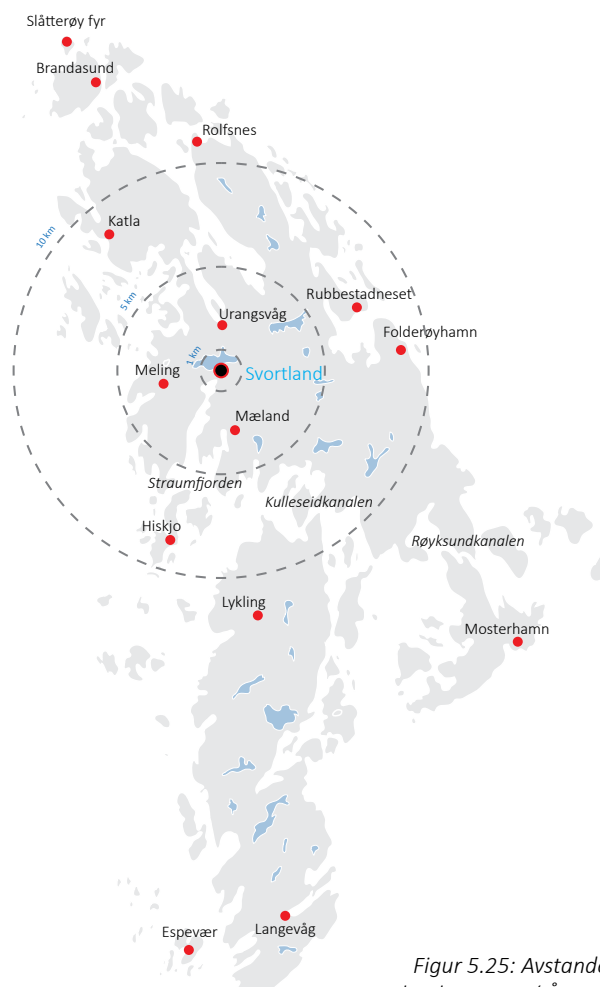 Slåtterøy fyr
Brandasund
Rolfsnes
Katla
10 km
5 km
Rubbestadneset
Urangsvåg
Folderøyhamn
1 km
Meling
Svortland
Mæland
Straumfjorden
Kulleseidkanalen
Hiskjo
Røyksundkanalen
Lykling
Mosterhamn
Espevær
Langevåg
Figur 5.25: Avstande